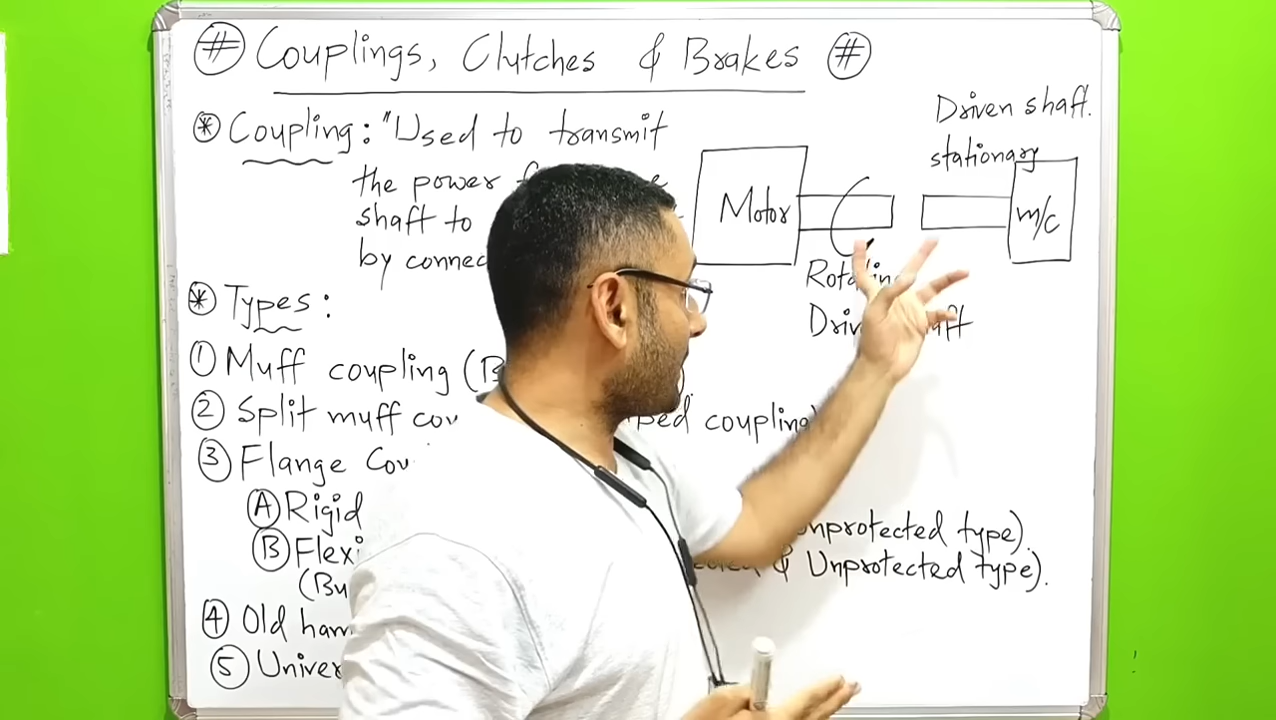 # Couplings, Clutches & Brakes #
* Coupling: "Used to transmit
the power
shaft to
by connec
* Types:
① Muff coupling (B
② Split muff cou ped coupling)
③ Flange Cou
Ⓐ Rigid nprotected type).
Ⓑ Flexi & Unprotected type).
(Bu
④ Old ham
⑤ Univer
Driven shaft.
stationary
Motor
m/c
Rotating
Driv haft